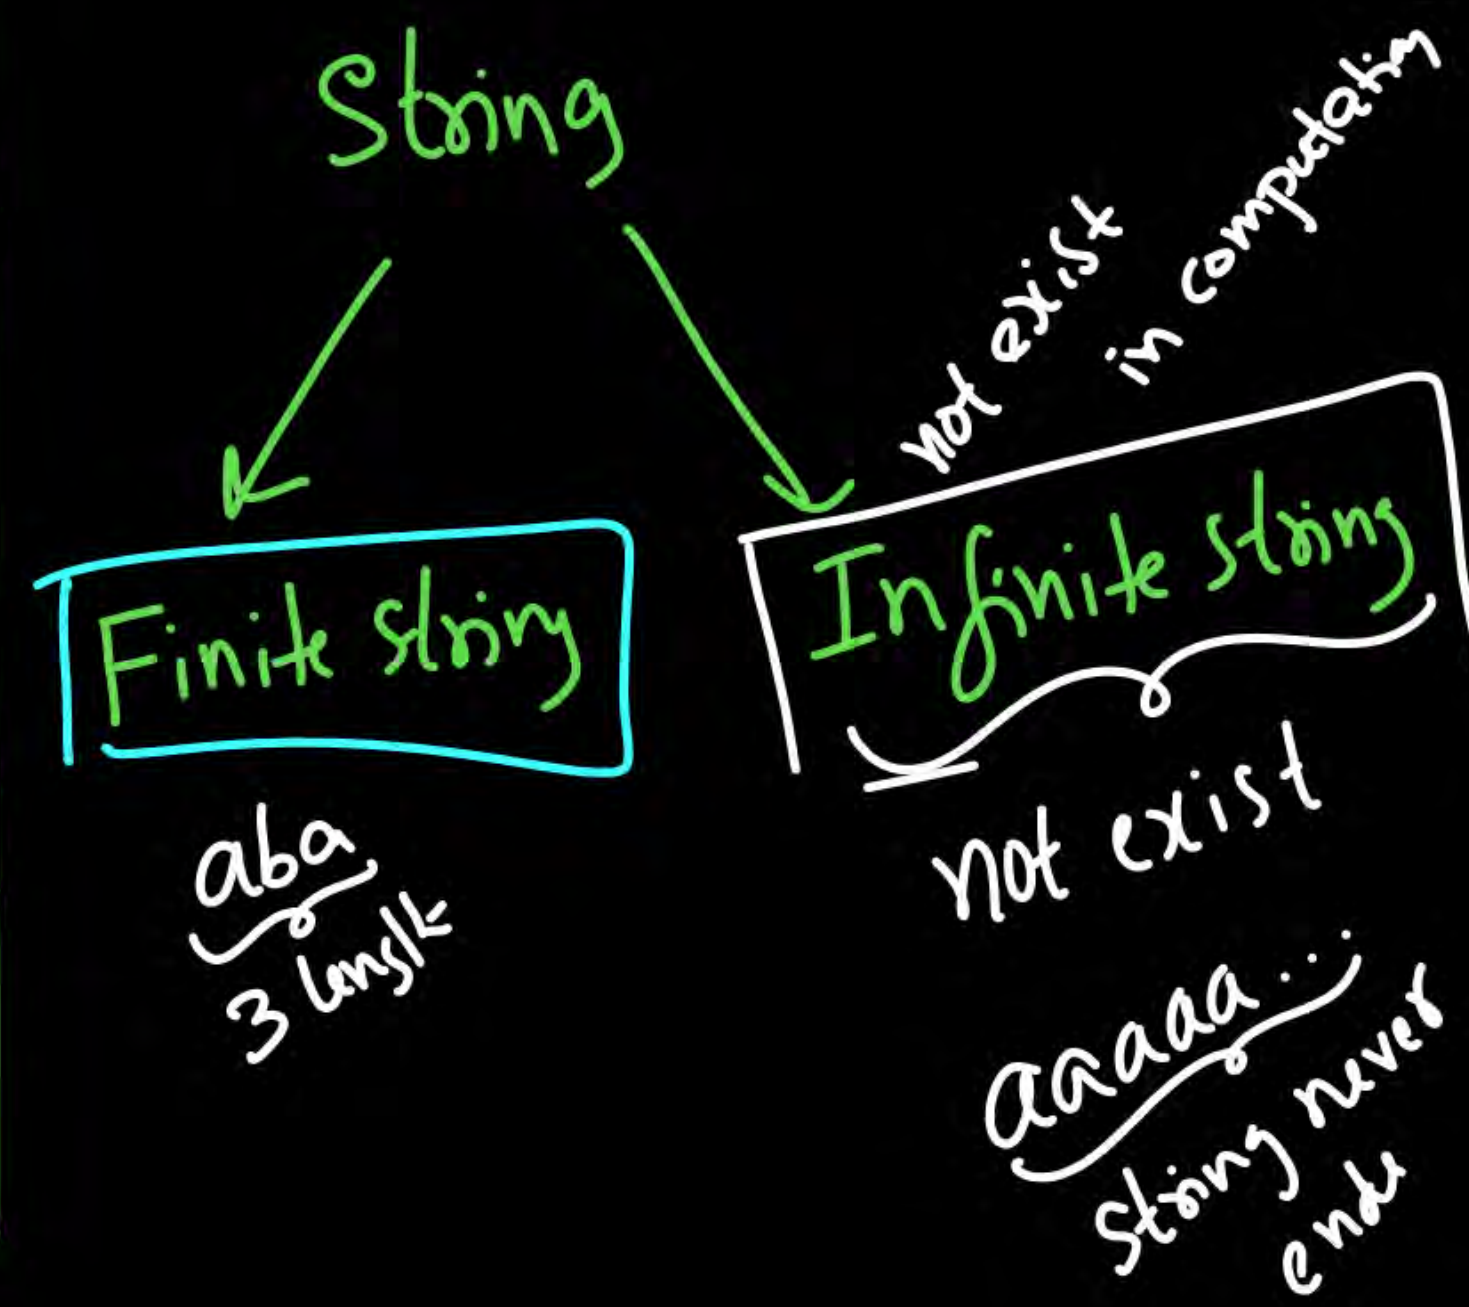 String
not exist
in computation
Finite string
Infinite string
aba
3 length
not exist
aaaaa...
string never
ends